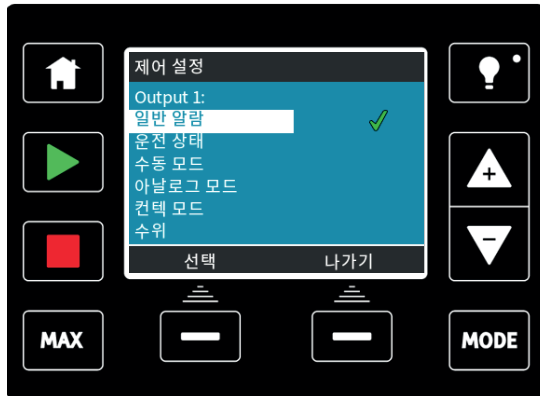 제어 설정
Output 1:
일반 알람
운전 상태
수동 모드
아날로그 모드
컨텍 모드
수위
선택 나가기
MAX
MODE